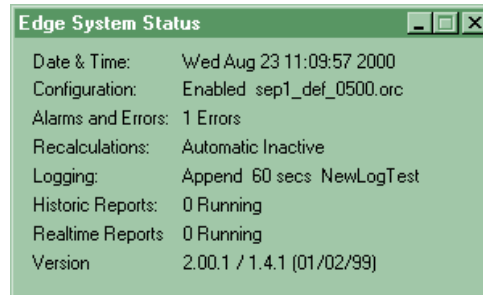 Edge System Status
Date & Time: Wed Aug 23 11:09:57 2000
Configuration: Enabled sep1_def_0500.orc
Alarms and Errors: 1 Errors
Recalculations: Automatic Inactive
Logging: Append 60 secs NewLogTest
Historic Reports: 0 Running
Realtime Reports 0 Running
Version 2.00.1 / 1.4.1 (01/02/99)